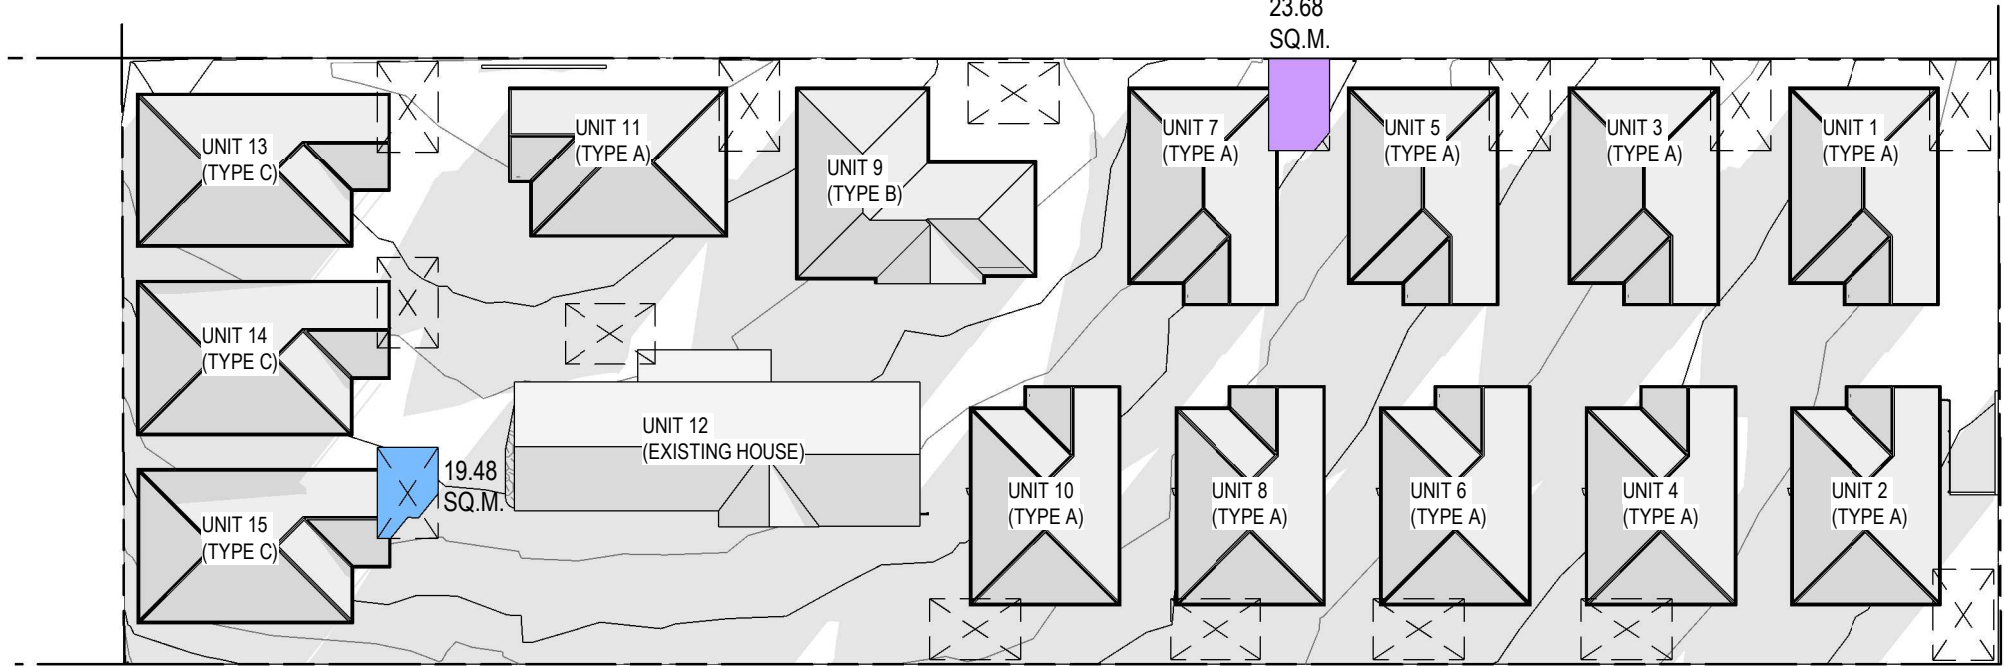 23.68
SQ.M.
UNIT 13
(TYPE C)
UNIT 11
(TYPE A)
UNIT 9
(TYPE B)
UNIT 7
(TYPE A)
UNIT 5
(TYPE A)
UNIT 3
(TYPE A)
UNIT 1
(TYPE A)
UNIT 14
(TYPE C)
UNIT 12
(EXISTING HOUSE)
19.48
SQ.M.
UNIT 15
(TYPE C)
UNIT 10
(TYPE A)
UNIT 8
(TYPE A)
UNIT 6
(TYPE A)
UNIT 4
(TYPE A)
UNIT 2
(TYPE A)